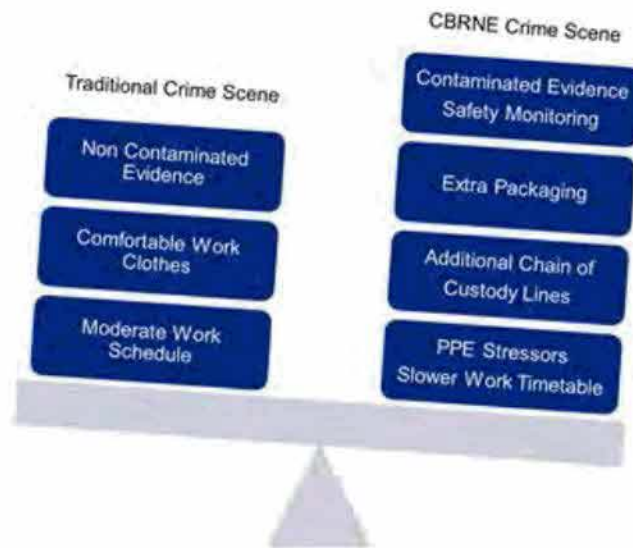 CBRNE Crime Scene
Traditional Crime Scene
Contaminated Evidence
Safety Monitoring
Non Contaminated
Evidence
Extra Packaging
Comfortable Work
Clothes
Additional Chain of
Custody Lines
Moderate Work
Schedule
PPE Stressors
Slower Work Timetable